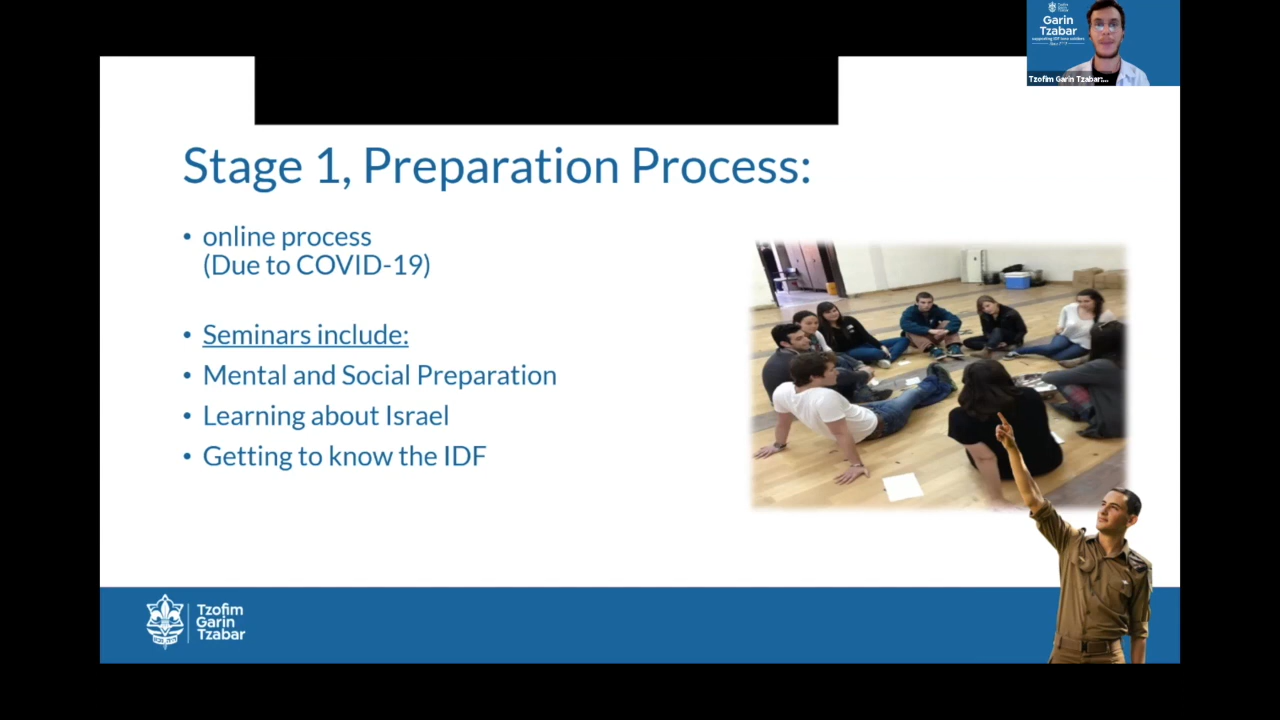 Garin
Tzabar
Tzofim Garin Tzabar:...
Stage 1, Preparation Process:
• online process
(Due to COVID-19)
• Seminars include:
• Mental and Social Preparation
• Learning about Israel
• Getting to know the IDF
Tzofim
Garin
Tzabar